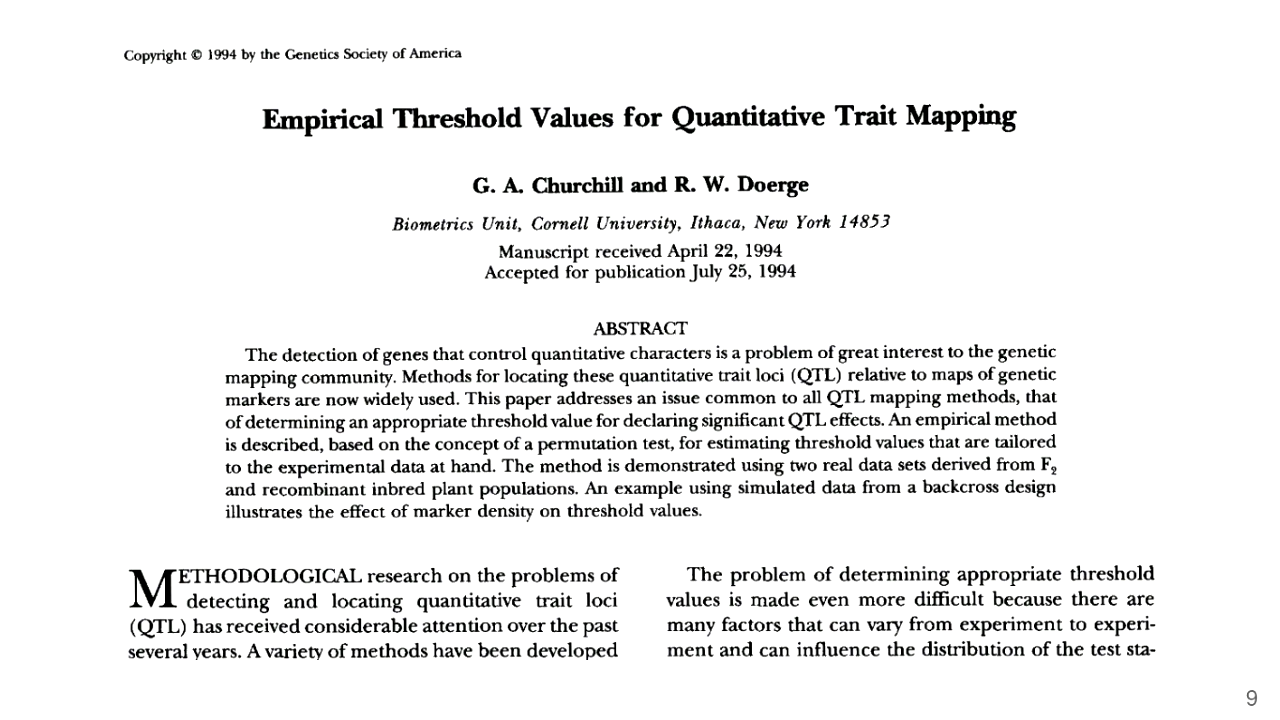 Copyright © 1994 by the Genetics Society of America
Empirical Threshold Values for Quantitative Trait Mapping
G. A. Churchill and R. W. Doerge
Biometrics Unit, Cornell University, Ithaca, New York 14853
Manuscript received April 22, 1994
Accepted for publication July 25, 1994
ABSTRACT
The detection of genes that control quantitative characters is a problem of great interest to the genetic
mapping community. Methods for locating these quantitative trait loci (QTL) relative to maps of genetic
markers are now widely used. This paper addresses an issue common to all QTL mapping methods, that
of determining an appropriate threshold value for declaring significant QTL effects. An empirical method
is described, based on the concept of a permutation test, for estimating threshold values that are tailored
to the experimental data at hand. The method is demonstrated using two real data sets derived from F₂
and recombinant inbred plant populations. An example using simulated data from a backcross design
illustrates the effect of marker density on threshold values.
METHODOLOGICAL research on the problems of
detecting and locating quantitative trait loci
(QTL) has received considerable attention over the past
several years. A variety of methods have been developed
The problem of determining appropriate threshold
values is made even more difficult because there are
many factors that can vary from experiment to experi-
ment and can influence the distribution of the test sta-
9